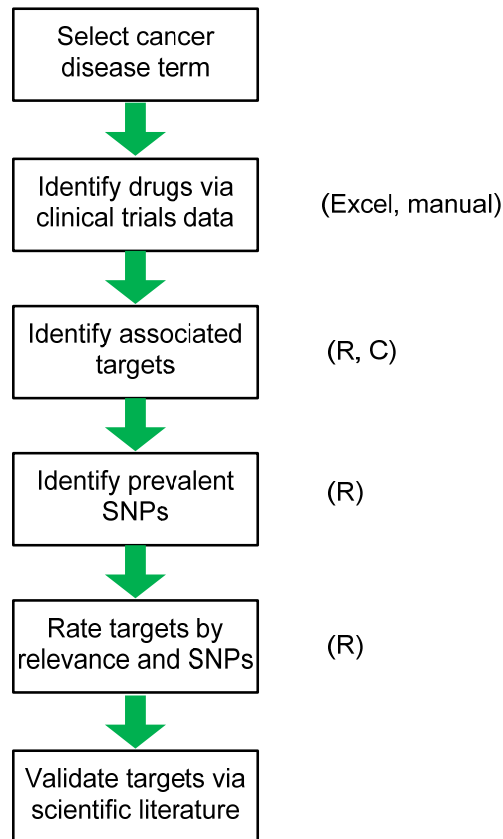 Select cancer
disease term
Identify drugs via
clinical trials data
(Excel, manual)
Identify associated
targets
(R, C)
Identify prevalent
SNPs
(R)
Rate targets by
relevance and SNPs
(R)
Validate targets via
scientific literature